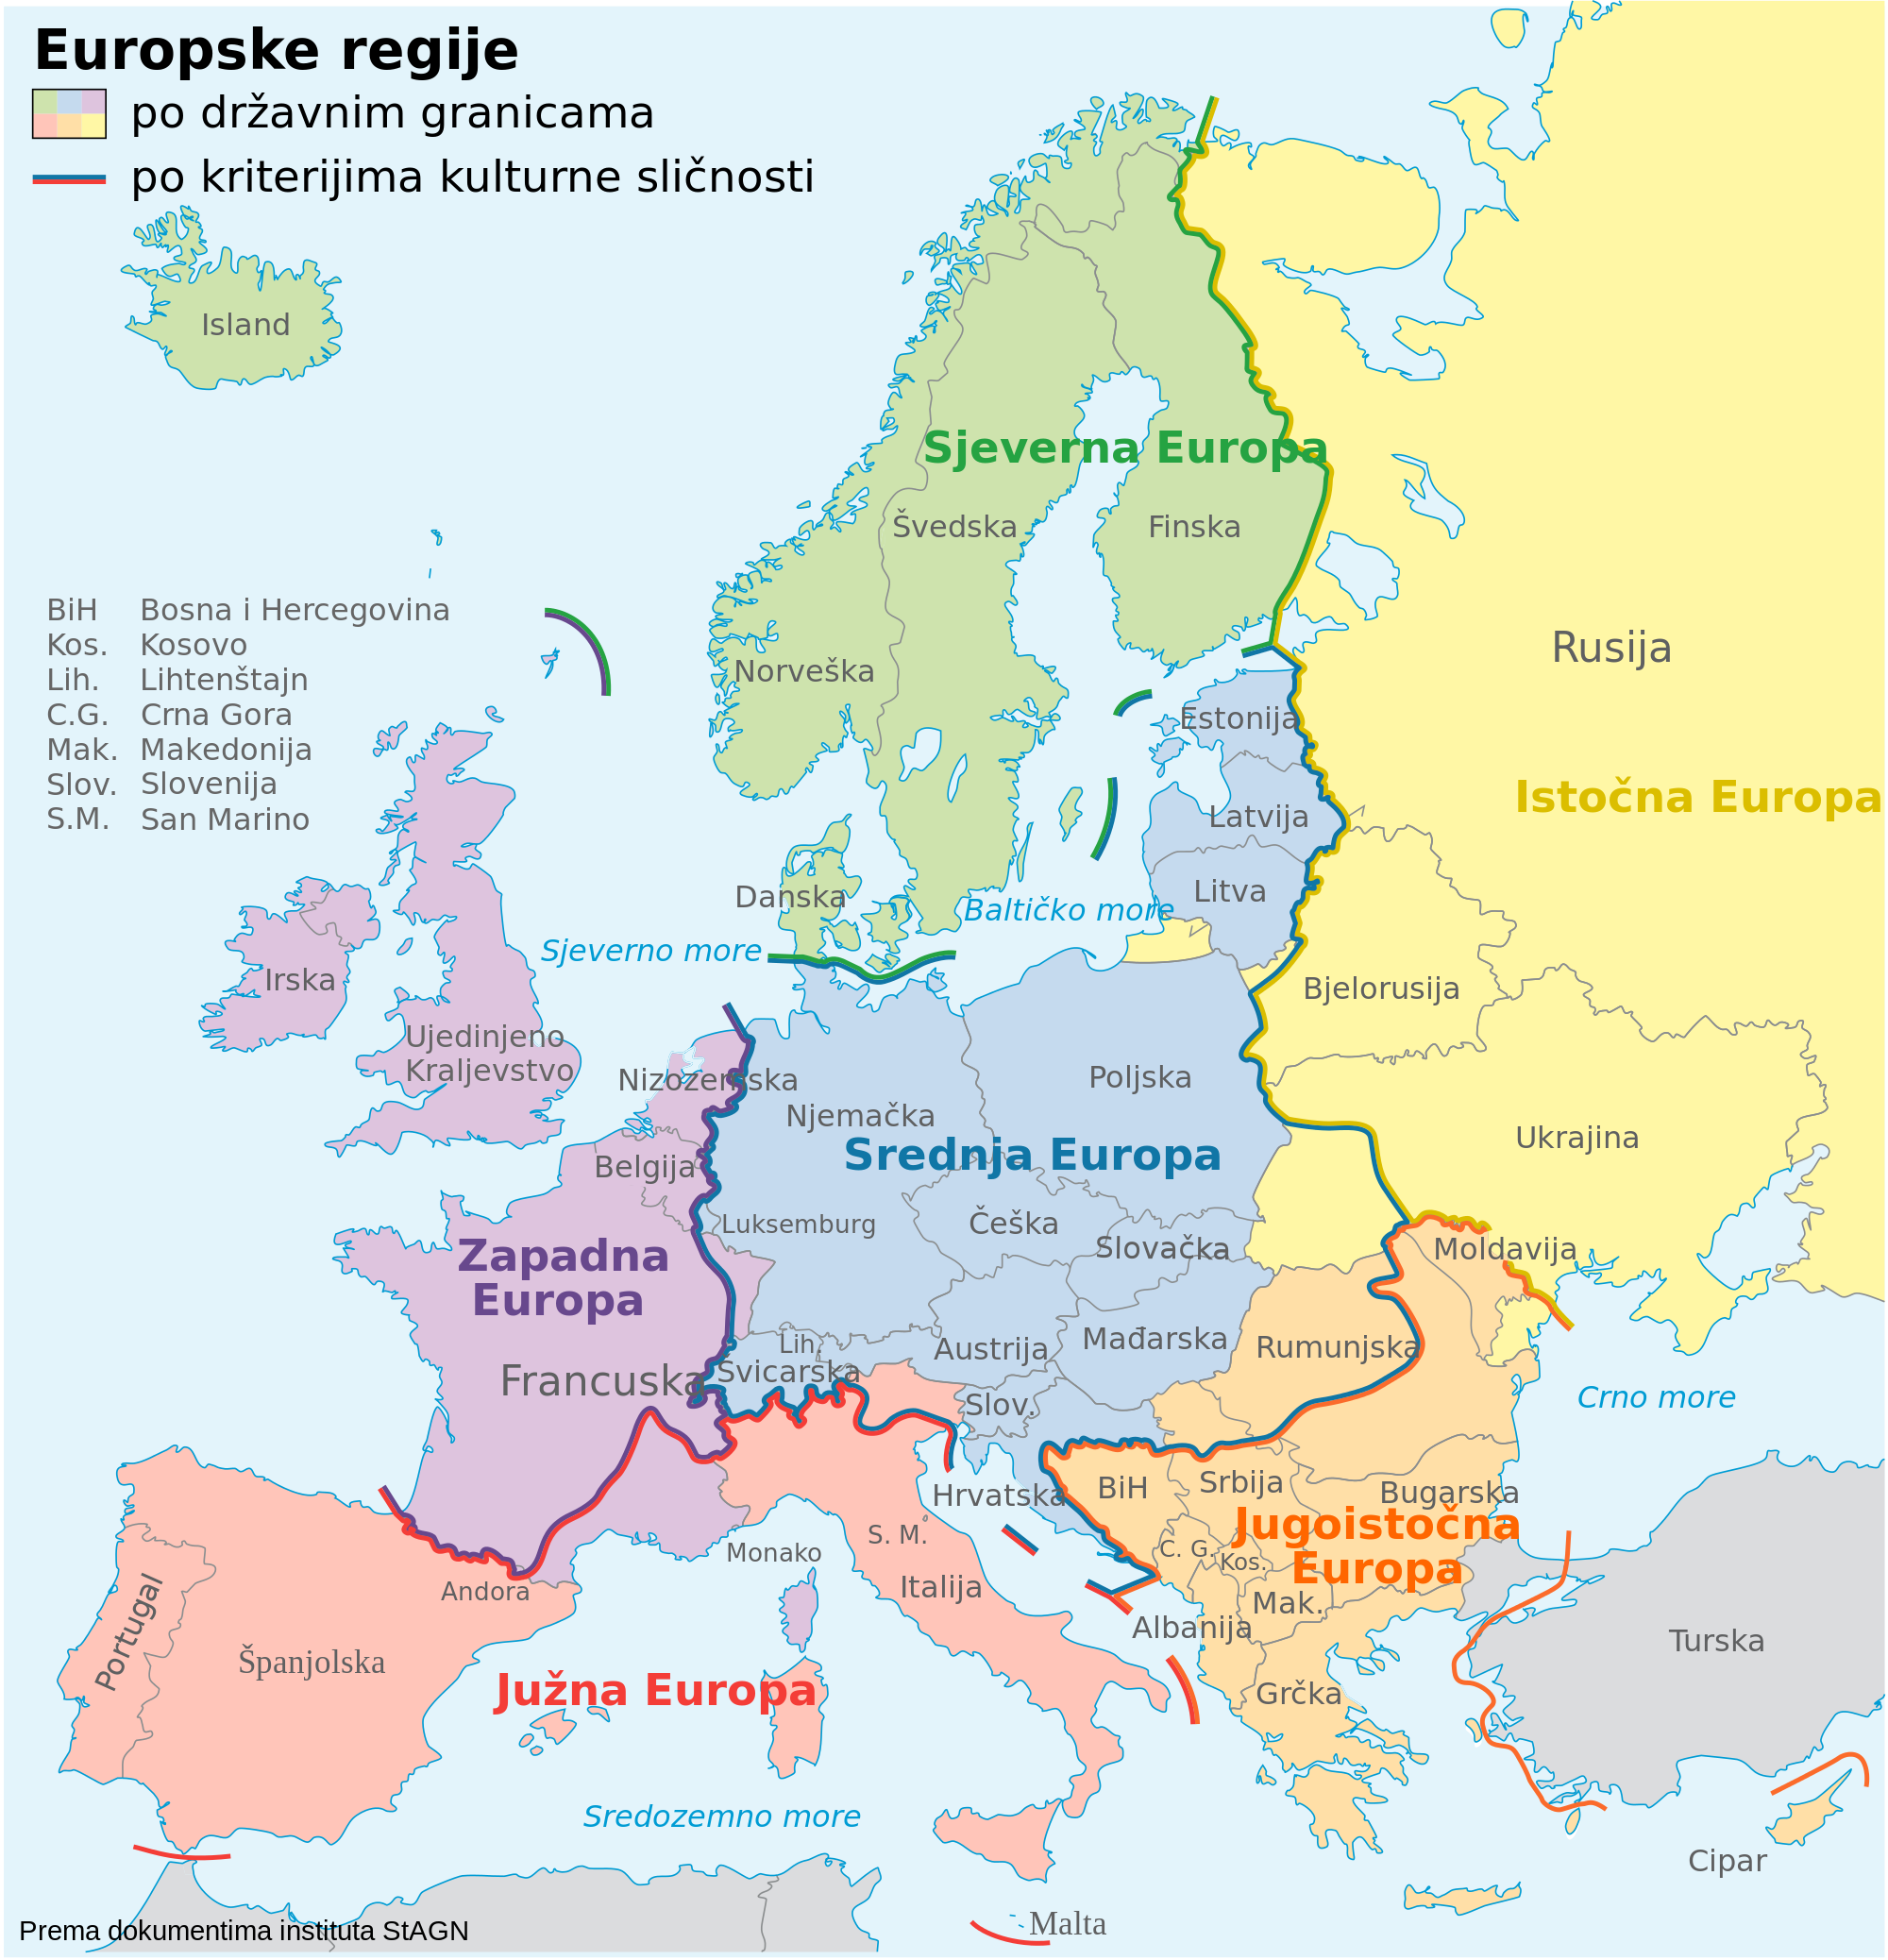 Europske regije
po državnim granicama
po kriterijima kulturne sličnosti
Island
Sjeverna Europa
Švedska
Finska
BiH Bosna i Hercegovina
Kos. Kosovo
Lih. Lihtenštajn
C.G. Crna Gora
Mak. Makedonija
Slov. Slovenija
S.M. San Marino
Norveška
Rusija
Estonija
Istočna Europa
Latvija
Litva
Danska
Baltičko more
Sjeverno more
Irska
Bjelorusija
Ujedinjeno
Kraljevstvo
Nizozemska
Poljska
Njemačka
Ukrajina
Srednja Europa
Belgija
Luksemburg
Češka
Slovačka
Moldavija
Zapadna
Europa
Lih.
Austrija
Mađarska
Rumunjska
Francuska
Švicarska
Slov.
Crno more
Hrvatska
BiH
Srbija
Bugarska
Jugoistočna
Europa
S. M.
Monako
C. G.
Kos.
Andora
Italija
Mak.
Albanija
Portugal
Španjolska
Turska
Južna Europa
Grčka
Sredozemno more
Cipar
Malta
Prema dokumentima instituta StAGN